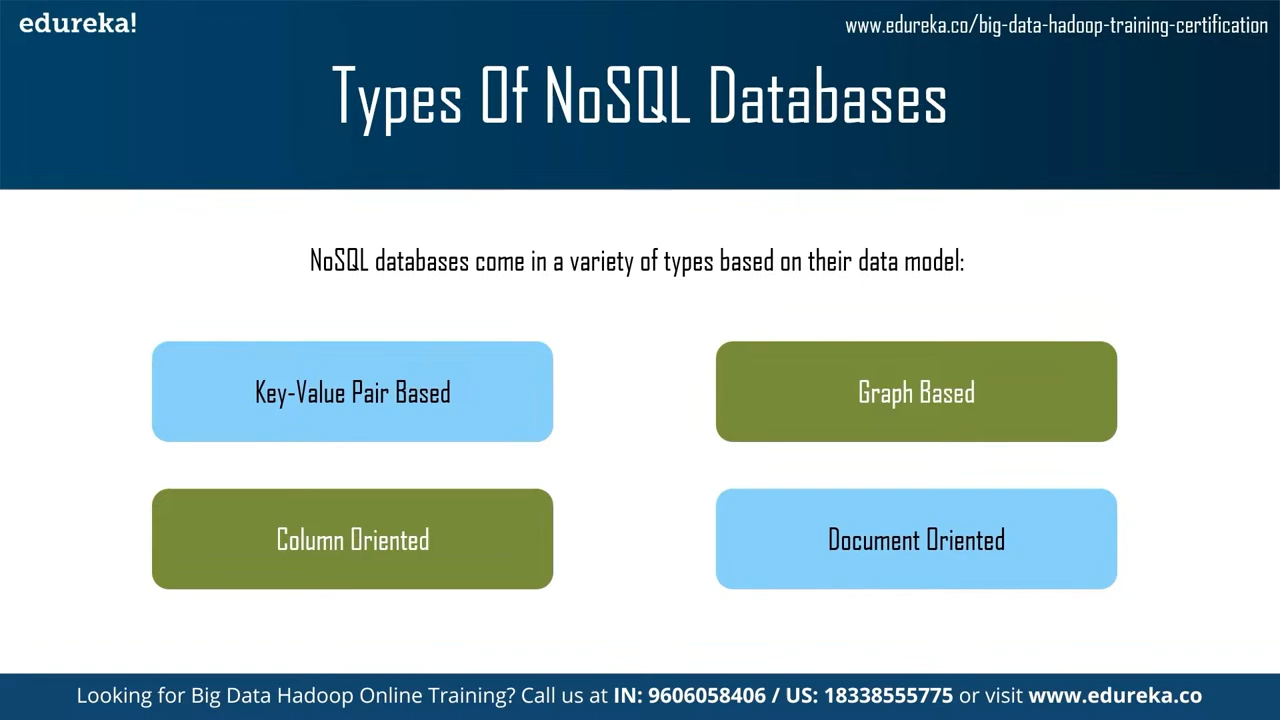 edureka!
www.edureka.co/big-data-hadoop-training-certification
Types Of NoSQL Databases
NoSQL databases come in a variety of types based on their data model:
Key-Value Pair Based
Graph Based
Column Oriented
Document Oriented
Looking for Big Data Hadoop Online Training? Call us at IN: 9606058406 / US: 18338555775 or visit www.edureka.co